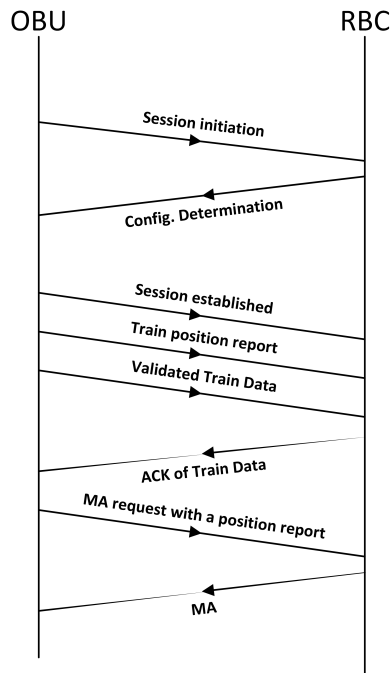 OBU
RBC
Session initiation
Config. Determination
Session established
Train position report
Validated Train Data
ACK of Train Data
MA request with a position report
MA